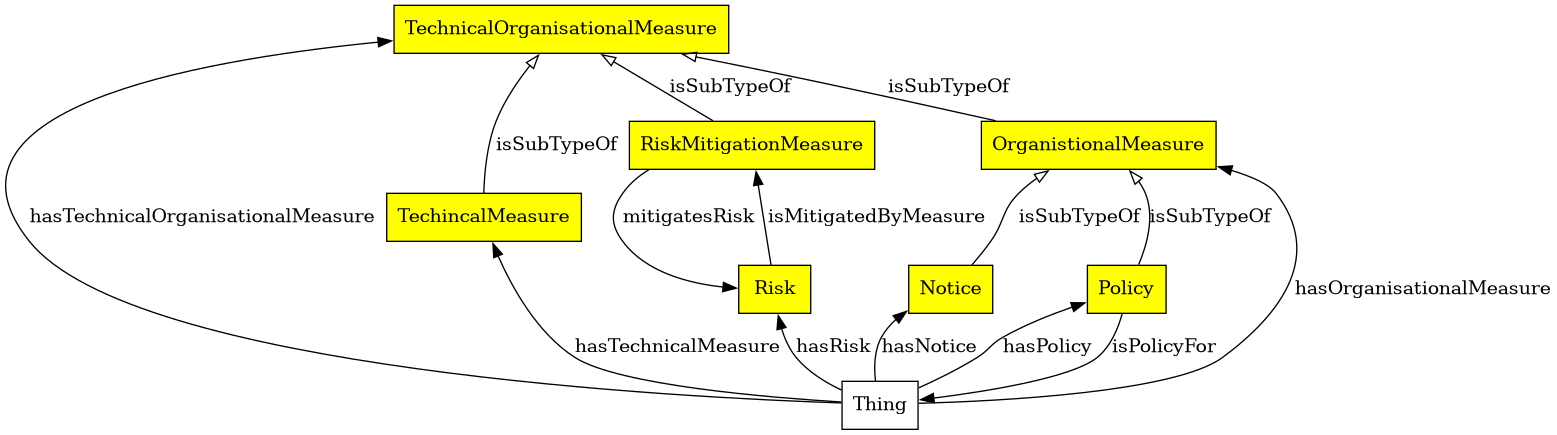 TechnicalOrganisationalMeasure
isSubTypeOf
isSubTypeOf
isSubTypeOf
RiskMitigationMeasure
OrganistionalMeasure
hasTechnicalOrganisationalMeasure
TechincalMeasure
mitigatesRisk
isMitigatedByMeasure
isSubTypeOf
isSubTypeOf
Risk
Notice
Policy
hasOrganisationalMeasure
hasTechnicalMeasure
hasRisk
hasNotice
hasPolicy
isPolicyFor
Thing